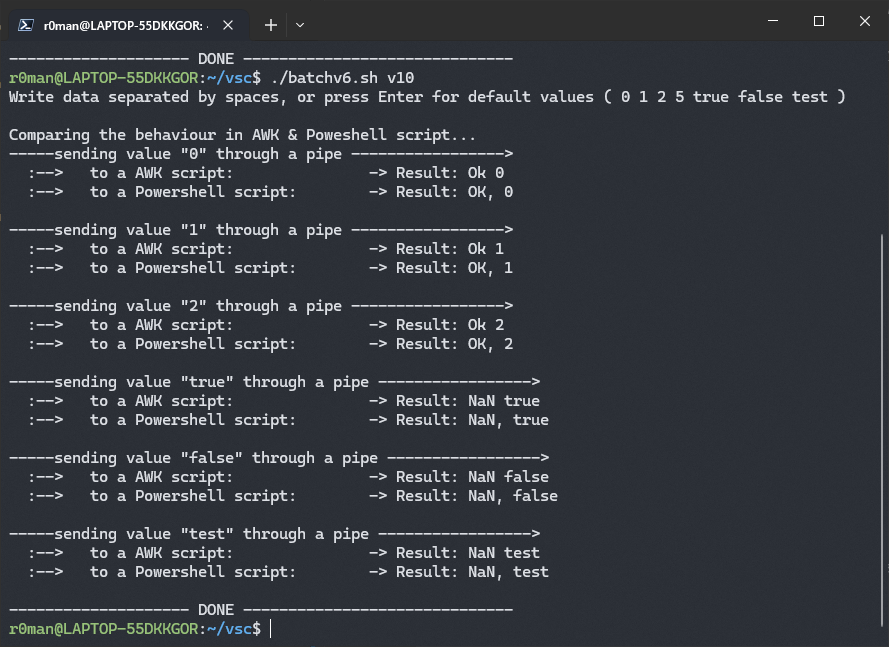 r0man@LAPTOP-55DKKGOR: ~
-------------------- DONE ------------------------------
r0man@LAPTOP-55DKKGOR:~/vsc$ ./batchv6.sh v10
Write data separated by spaces, or press Enter for default values ( 0 1 2 5 true false test )
Comparing the behaviour in AWK & Poweshell script...
-----sending value "0" through a pipe ----------------->
:-->   to a AWK script:               -> Result: Ok 0
:-->   to a Powershell script:        -> Result: OK, 0
-----sending value "1" through a pipe ----------------->
:-->   to a AWK script:               -> Result: Ok 1
:-->   to a Powershell script:        -> Result: OK, 1
-----sending value "2" through a pipe ----------------->
:-->   to a AWK script:               -> Result: Ok 2
:-->   to a Powershell script:        -> Result: OK, 2
-----sending value "true" through a pipe ----------------->
:-->   to a AWK script:               -> Result: NaN true
:-->   to a Powershell script:        -> Result: NaN, true
-----sending value "false" through a pipe ----------------->
:-->   to a AWK script:               -> Result: NaN false
:-->   to a Powershell script:        -> Result: NaN, false
-----sending value "test" through a pipe ----------------->
:-->   to a AWK script:               -> Result: NaN test
:-->   to a Powershell script:        -> Result: NaN, test
-------------------- DONE ------------------------------
r0man@LAPTOP-55DKKGOR:~/vsc$